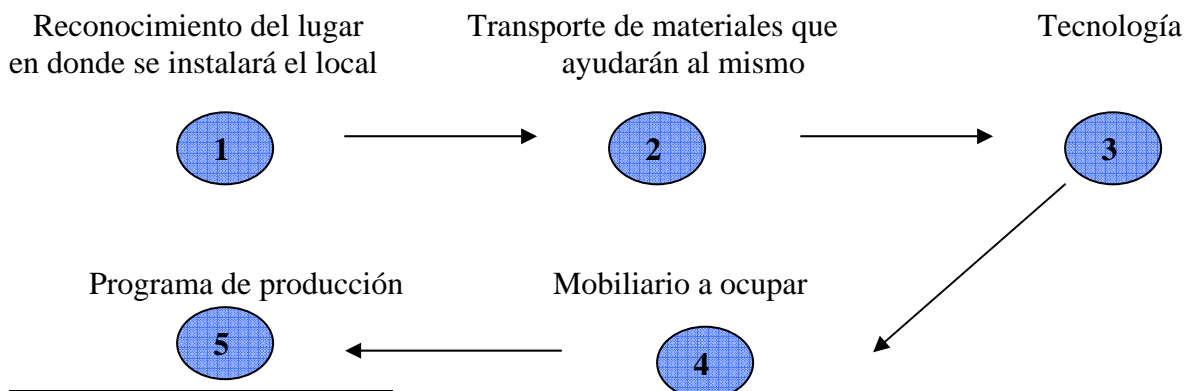 Reconocimiento del lugar
en donde se instalará el local
Transporte de materiales que
ayudarán al mismo
Tecnología
1
2
3
Programa de producción
Mobiliario a ocupar
5
4